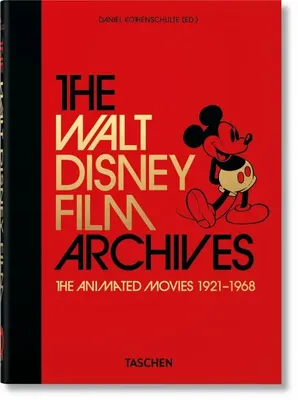 DANIEL KOTHENSCHULTE (ED.)
THE
WALT
DISNEY
FILM
ARCHIVES
THE ANIMATED MOVIES 1921–1968
TASCHEN